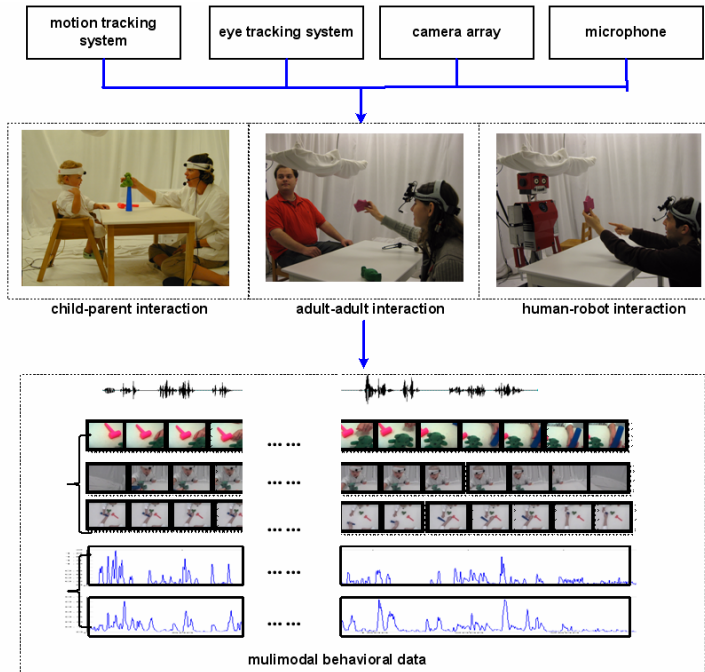 motion tracking
system
eye tracking system
camera array
microphone
child-parent interaction
adult-adult interaction
human-robot interaction
... ...
... ...
... ...
... ...
... ...
mulimodal behavioral data